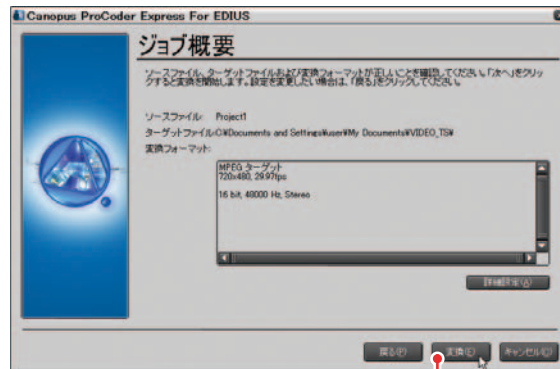 Canopus ProCoder Express For EDIUS
ジョブ概要
ソースファイル、ターゲットファイルおよび変換フォーマットが正しいことを確認してください。「次へ」をクリッ
クすると変換を開始します。設定を変更したい場合は、「戻る」をクリックしてください。
ソースファイル: Project1
ターゲットファイル:C:¥Documents and Settings¥user¥My Documents¥VIDEO_TS¥
変換フォーマット:
MPEG ターゲット
720x480, 29.97fps
16 bit, 48000 Hz, Stereo
詳細設定(A)
戻る(P) 変換(E) キャンセル(C)